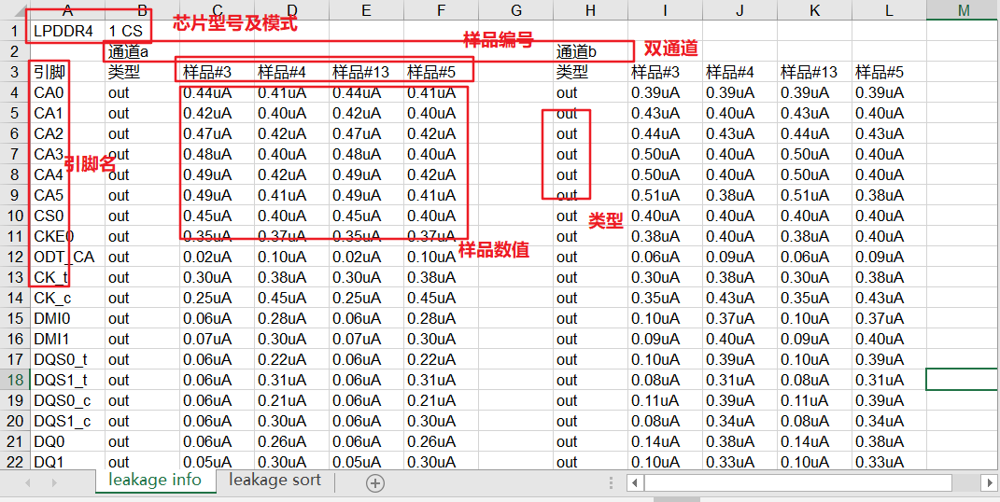 A B C D E F G H I J K L M
1 LPDDR4 1 CS 芯片型号及模式
样品编号
2 通道a 通道b 双通道
3 引脚 类型 样品#3 样品#4 样品#13 样品#5 类型 样品#3 样品#4 样品#13 样品#5
4 CA0 out 0.44uA 0.41uA 0.44uA 0.41uA out 0.39uA 0.39uA 0.39uA 0.39uA
5 CA1 out 0.42uA 0.40uA 0.42uA 0.40uA out 0.43uA 0.40uA 0.43uA 0.40uA
6 CA2 out 0.47uA 0.42uA 0.47uA 0.42uA out 0.44uA 0.43uA 0.44uA 0.43uA
7 CA3 out 0.48uA 0.40uA 0.48uA 0.40uA out 0.50uA 0.40uA 0.50uA 0.40uA
引脚名
8 CA4 out 0.49uA 0.42uA 0.49uA 0.42uA out 0.50uA 0.40uA 0.50uA 0.40uA
9 CA5 out 0.49uA 0.41uA 0.49uA 0.41uA out 0.51uA 0.38uA 0.51uA 0.38uA
10 CS0 out 0.45uA 0.40uA 0.45uA 0.40uA out 0.40uA 0.40uA 0.40uA 0.40uA
类型
11 CKE0 out 0.35uA 0.37uA 0.35uA 0.37uA out 0.38uA 0.40uA 0.38uA 0.40uA
样品数值
12 ODT_CA out 0.02uA 0.10uA 0.02uA 0.10uA out 0.06uA 0.09uA 0.06uA 0.09uA
13 CK_t out 0.30uA 0.38uA 0.30uA 0.38uA out 0.30uA 0.38uA 0.30uA 0.38uA
14 CK_c out 0.25uA 0.45uA 0.25uA 0.45uA out 0.35uA 0.43uA 0.35uA 0.43uA
15 DMI0 out 0.06uA 0.28uA 0.06uA 0.28uA out 0.10uA 0.37uA 0.10uA 0.37uA
16 DMI1 out 0.07uA 0.30uA 0.07uA 0.30uA out 0.09uA 0.40uA 0.09uA 0.40uA
17 DQS0_t out 0.06uA 0.22uA 0.06uA 0.22uA out 0.10uA 0.39uA 0.10uA 0.39uA
18 DQS1_t out 0.06uA 0.31uA 0.06uA 0.31uA out 0.08uA 0.31uA 0.08uA 0.31uA
19 DQS0_c out 0.06uA 0.21uA 0.06uA 0.21uA out 0.11uA 0.39uA 0.11uA 0.39uA
20 DQS1_c out 0.06uA 0.30uA 0.06uA 0.30uA out 0.08uA 0.34uA 0.08uA 0.34uA
21 DQ0 out 0.06uA 0.26uA 0.06uA 0.26uA out 0.14uA 0.38uA 0.14uA 0.38uA
22 DQ1 out 0.05uA 0.30uA 0.05uA 0.30uA out 0.10uA 0.33uA 0.10uA 0.33uA
leakage info leakage sort